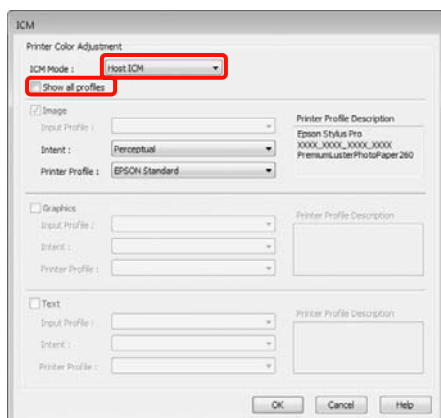 ICM
Printer Color Adjustment
ICM Mode : Host ICM
Show all profiles
Image
Input Profile :
Intent : Perceptual
Printer Profile : EPSON Standard
Printer Profile Description
Epson Stylus Pro
XXXX_XXXX_XXXX_XXXX
PremiumLusterPhotoPaper260
Graphics
Input Profile :
Intent :
Printer Profile :
Printer Profile Description
Text
Input Profile :
Intent :
Printer Profile :
Printer Profile Description
OK Cancel Help